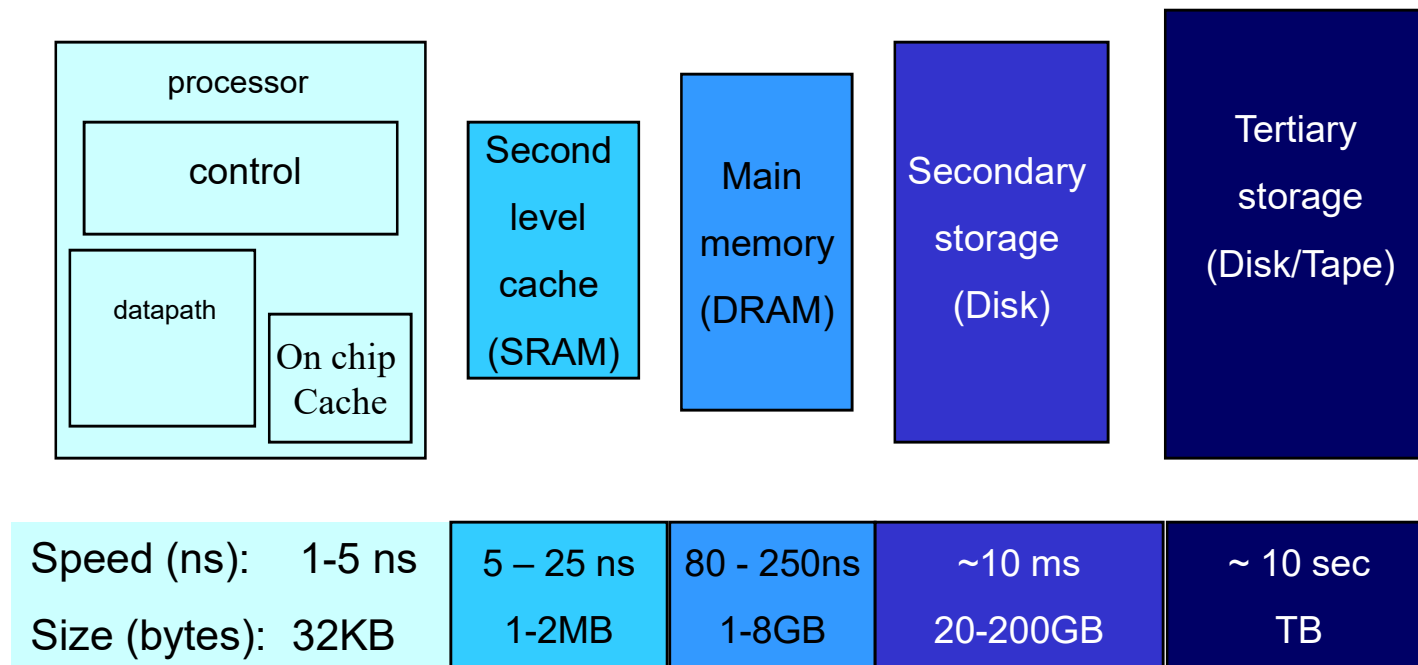 processor
control
datapath
On chip
Cache
Second
level
cache
(SRAM)
Main
memory
(DRAM)
Secondary
storage
(Disk)
Tertiary
storage
(Disk/Tape)
Speed (ns): 1-5 ns 5 – 25 ns 80 - 250ns ~10 ms ~ 10 sec
Size (bytes): 32KB 1-2MB 1-8GB 20-200GB TB